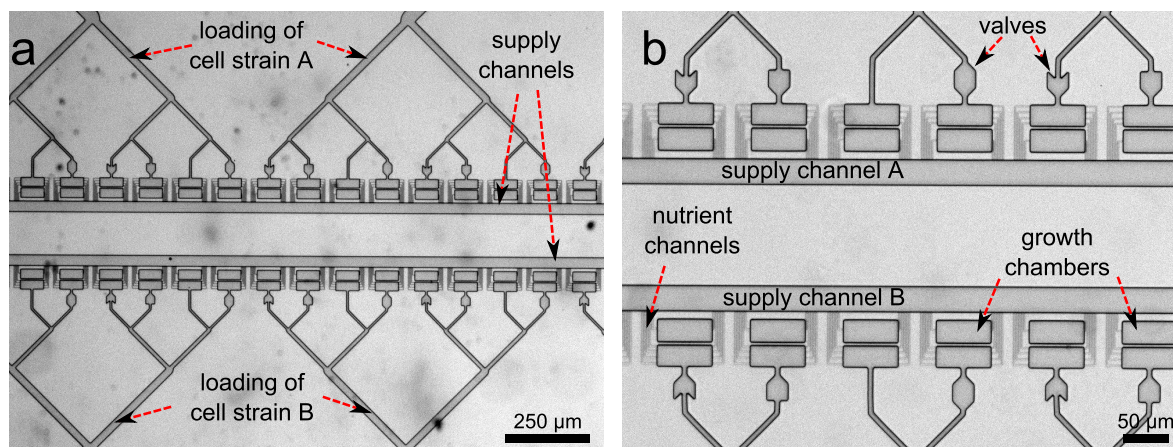 a
loading of
cell strain A
supply
channels
loading of
cell strain B
250 µm
b
valves
supply channel A
nutrient
channels
growth
chambers
supply channel B
50 µm